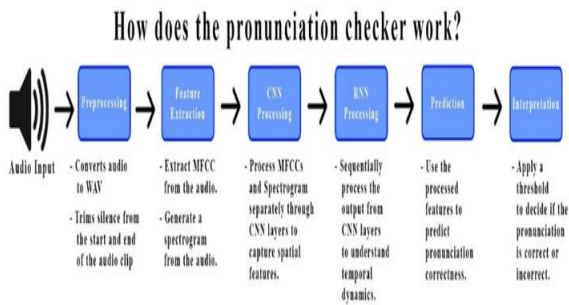 How does the pronunciation checker work?
Audio Input
Preprocessing
- Converts audio
to WAV
- Trims silence from
the start and end
of the audio clip
Feature
Extraction
- Extract MFCC
from the audio.
- Generate a
spectrogram
from the audio.
CNN
Processing
- Process MFCCs
and Spectrogram
separately through
CNN layers to
capture spatial
features.
RNN
Processing
- Sequentially
process the
output from
CNN layers
to understand
temporal
dynamics.
Prediction
- Use the
processed
features to
predict
pronunciation
correctness.
Interpretation
- Apply a
threshold
to decide if the
pronunciation
is correct or
incorrect.